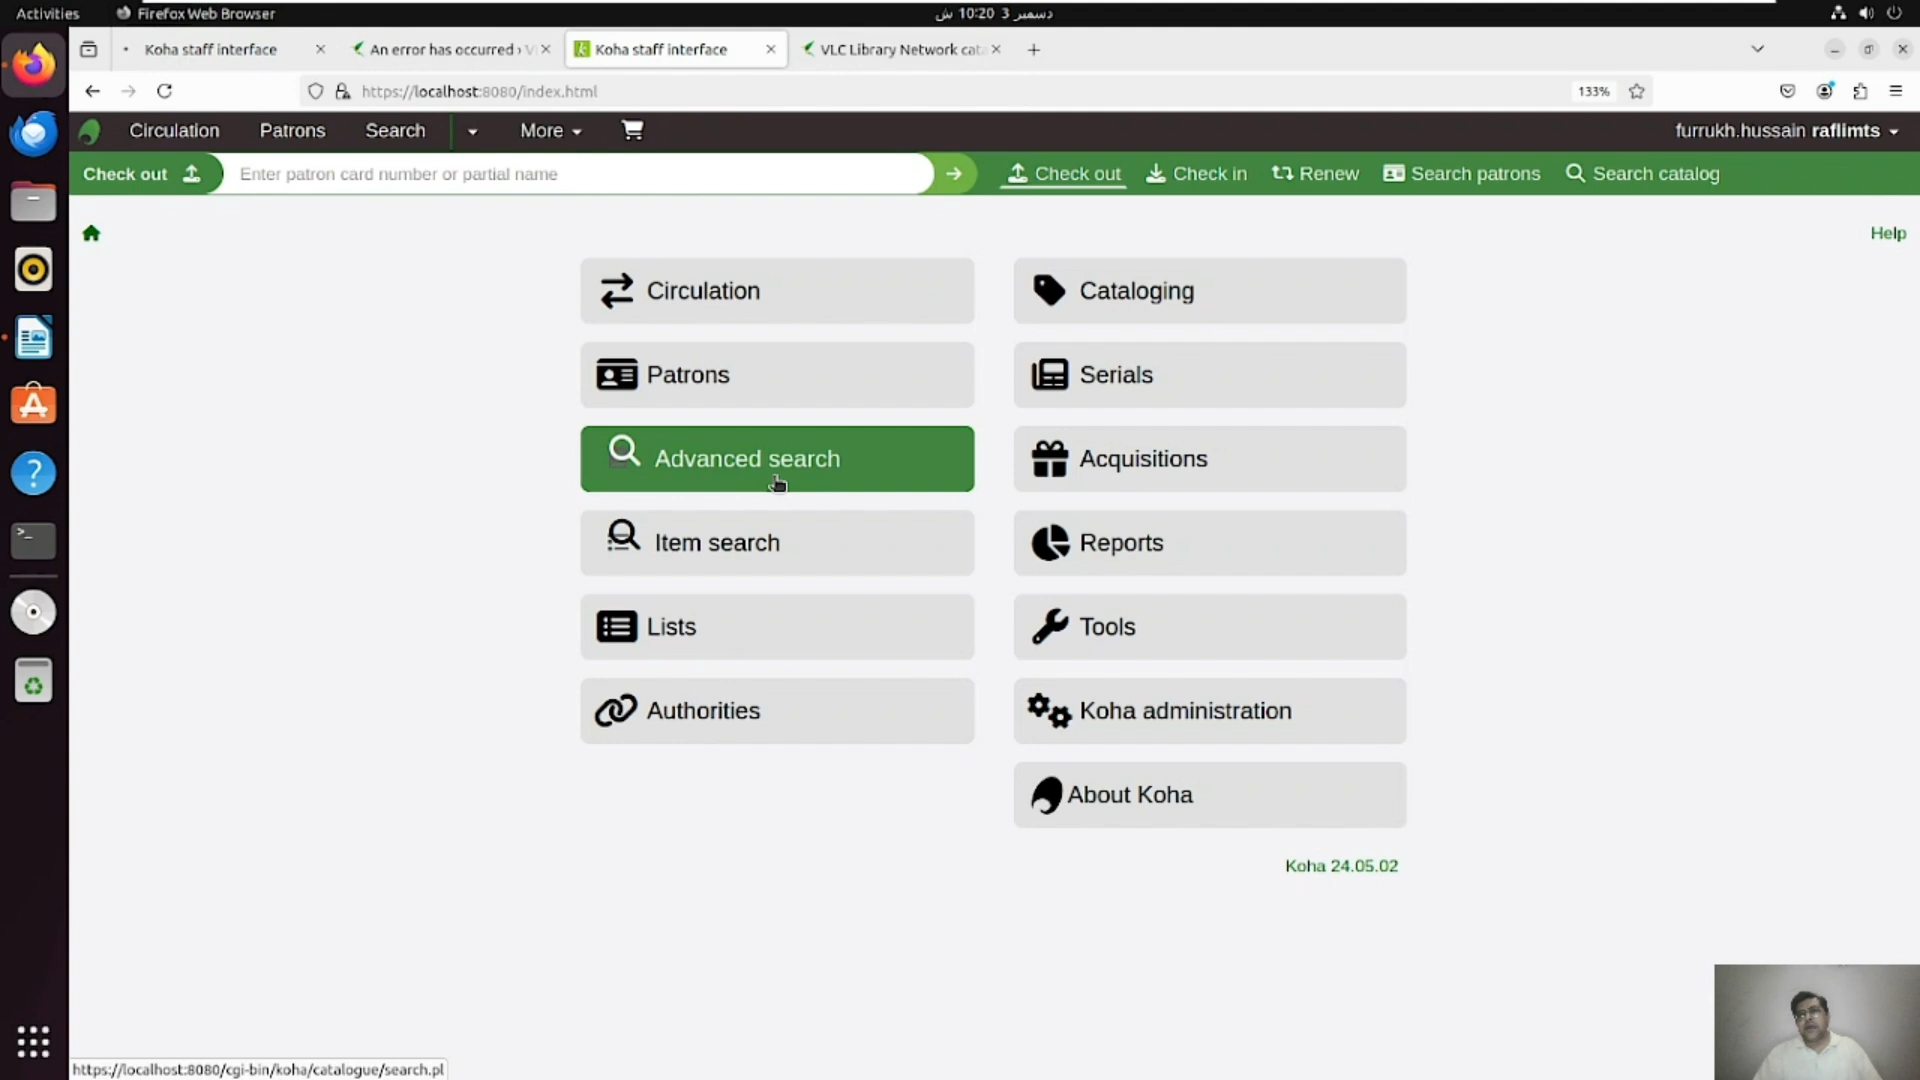 Activities
Firefox Web Browser
دسمبر 3 10:20 ش
Koha staff interface
An error has occurred › V
Koha staff interface
VLC Library Network cat
https://localhost:8080/index.html
133%
Circulation
Patrons
Search
More
furrukh.hussain raflimts
Check out
Enter patron card number or partial name
Check out
Check in
Renew
Search patrons
Search catalog
Help
Circulation
Cataloging
Patrons
Serials
Advanced search
Acquisitions
Item search
Reports
Lists
Tools
Authorities
Koha administration
About Koha
Koha 24.05.02
https://localhost:8080/cgi-bin/koha/catalogue/search.pl